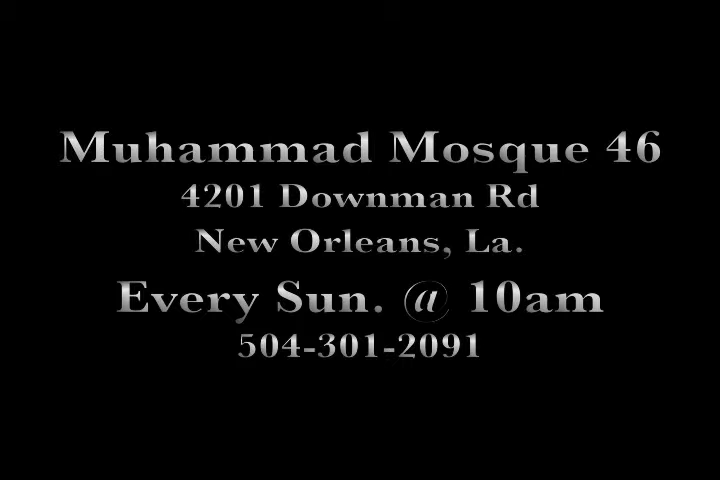 Muhammad Mosque 46
4201 Downman Rd
New Orleans, La.
Every Sun. @ 10am
504-301-2091